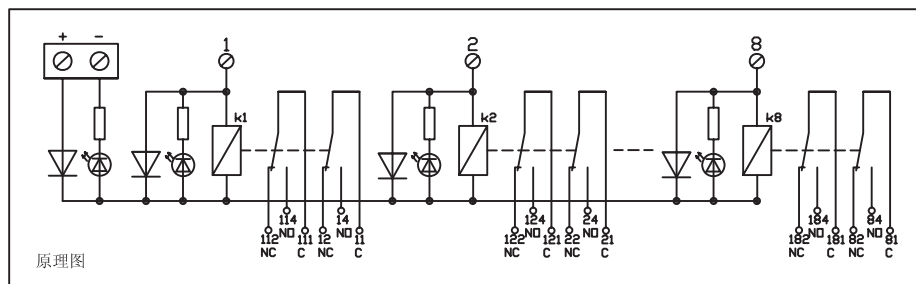 + −
1 2 8
k1 k2 k8
114 14 124 24 184 84
NO NO NO NO NO NO
112 111 12 11 122 121 22 21 182 181 82 81
NC C NC C NC C NC C NC C NC C
原理图